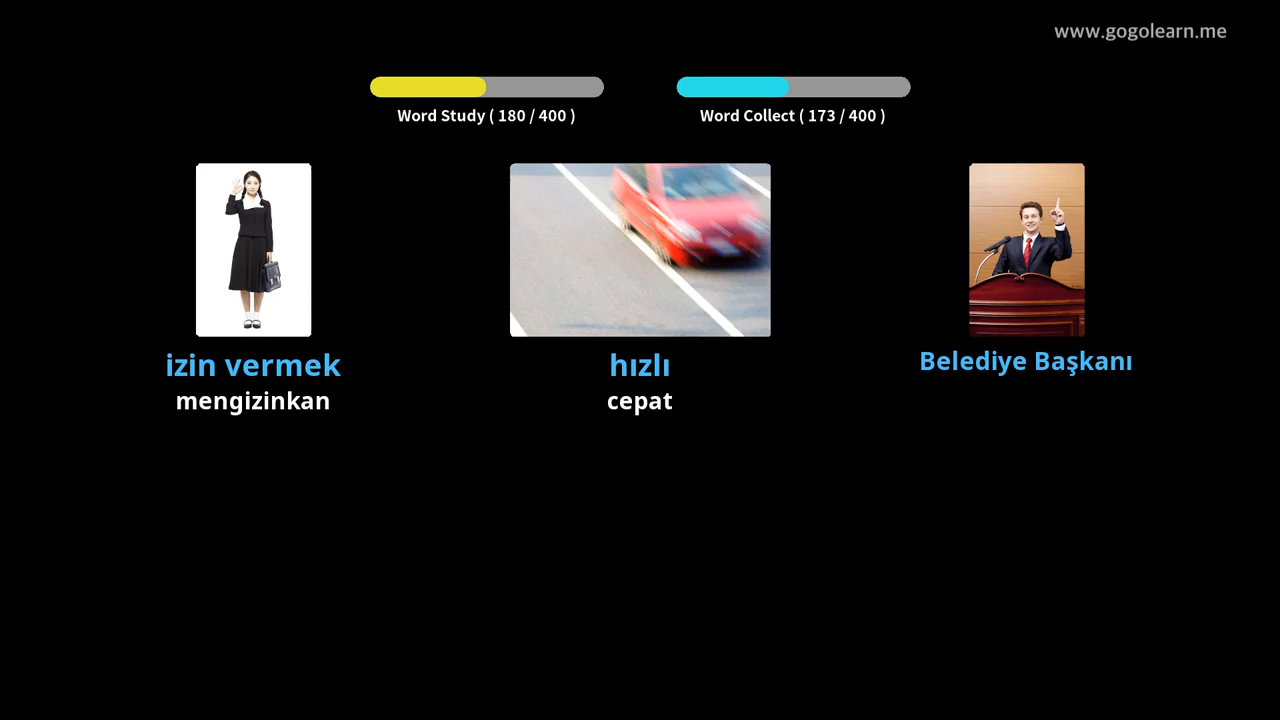 www.gogolearn.me
Word Study ( 180 / 400 )
Word Collect ( 173 / 400 )
izin vermek
mengizinkan
hızlı
cepat
Belediye Başkanı